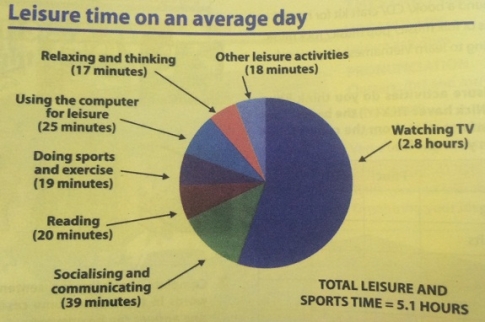 Leisure time on an average day
Relaxing and thinking
(17 minutes)
Other leisure activities
(18 minutes)
Using the computer
for leisure
(25 minutes)
Watching TV
(2.8 hours)
Doing sports
and exercise
(19 minutes)
Reading
(20 minutes)
Socialising and
communicating
(39 minutes)
TOTAL LEISURE AND
SPORTS TIME = 5.1 HOURS